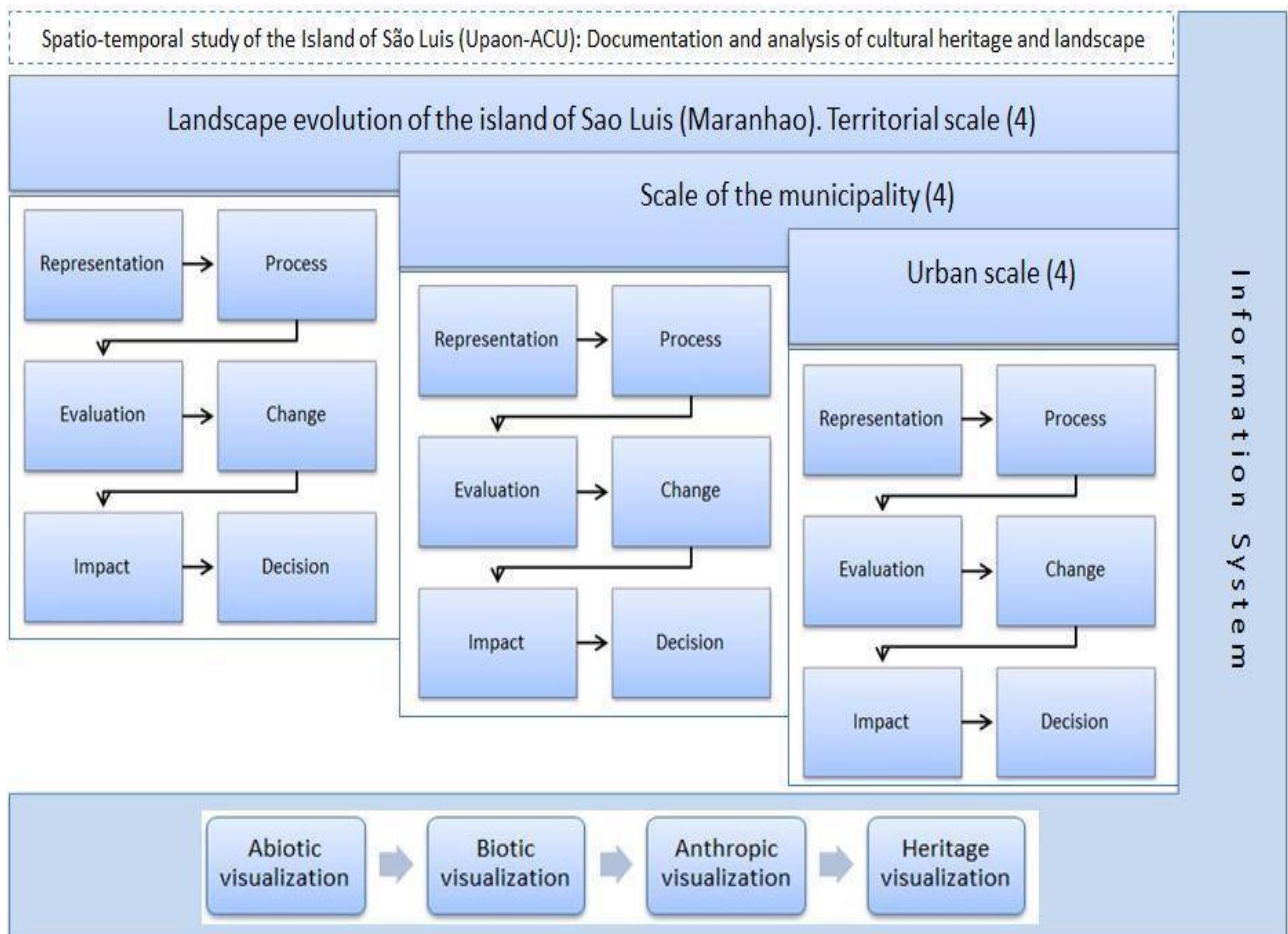 Spatio-temporal study of the Island of São Luis (Upaon-ACU): Documentation and analysis of cultural heritage and landscape
Landscape evolution of the island of Sao Luis (Maranhao). Territorial scale (4)
Scale of the municipality (4)
Urban scale (4)
Representation
Process
Evaluation
Change
Impact
Decision
Representation
Process
Evaluation
Change
Impact
Decision
Representation
Process
Evaluation
Change
Impact
Decision
Information System
Abiotic
visualization
Biotic
visualization
Anthropic
visualization
Heritage
visualization